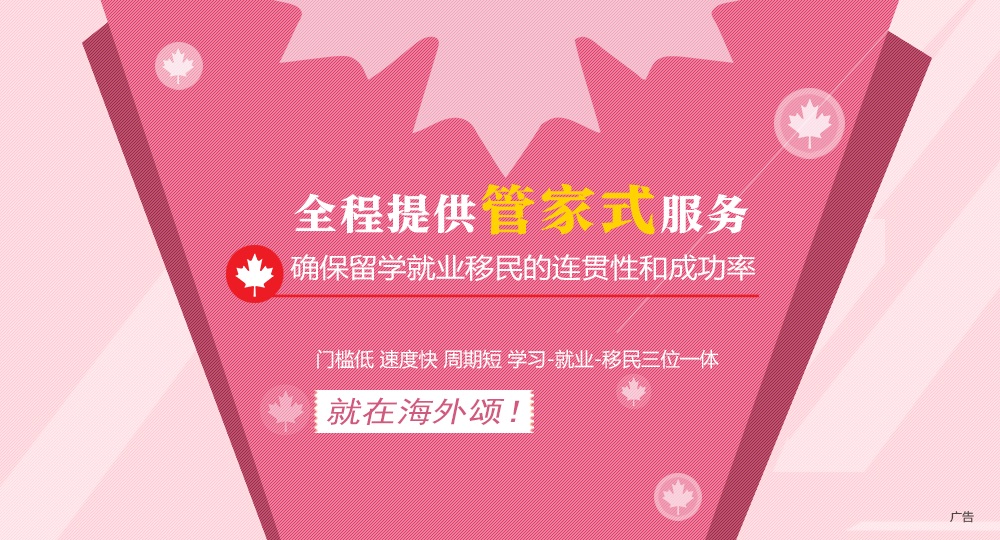 全程提供管家式服务
确保留学就业移民的连贯性和成功率
门槛低 速度快 周期短 学习-就业-移民三位一体
就在海外颂！
广告